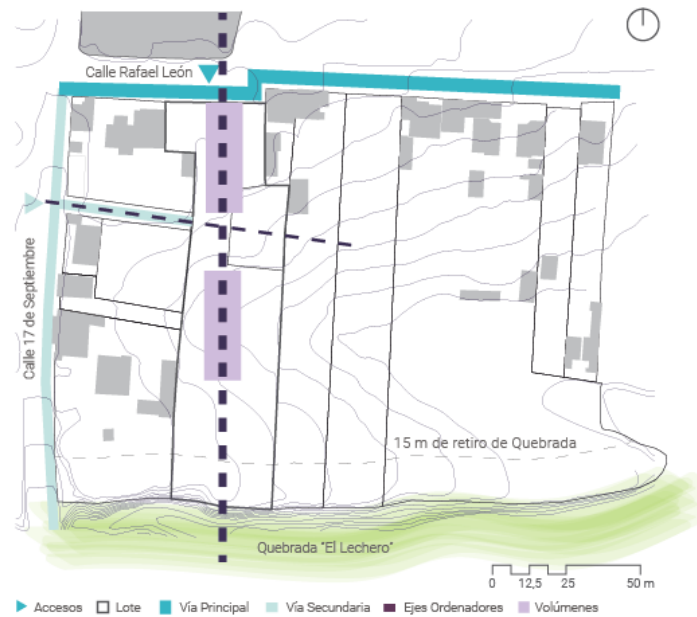 Calle Rafael León
Calle 17 de Septiembre
15 m de retiro de Quebrada
Quebrada "El Lechero"
0 12,5 25 50 m
Accesos Lote Vía Principal Vía Secundaria Ejes Ordenadores Volúmenes